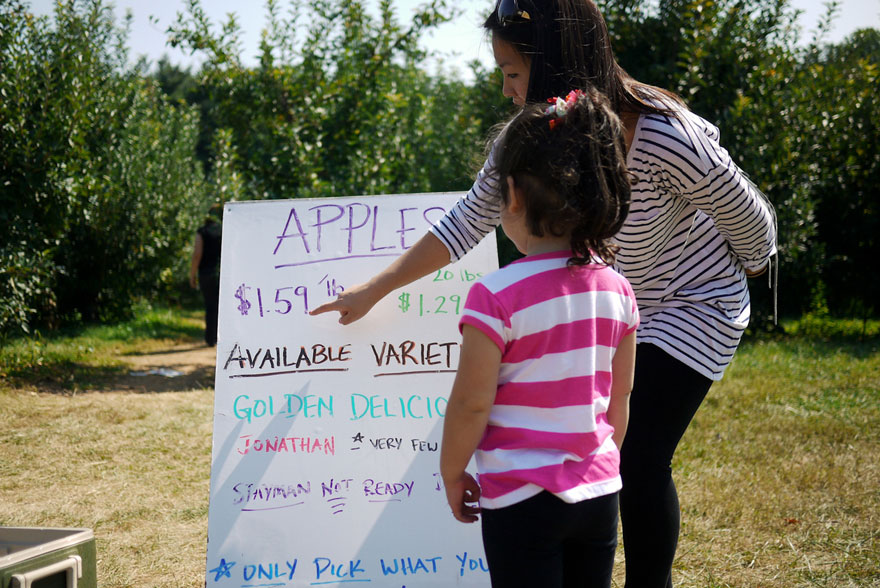 APPLES
20 lbs
$1.59 lb $1.29
AVAILABLE VARIET
GOLDEN DELICIO
JONATHAN * VERY FEW
STAYMAN NOT READY
* ONLY PICK WHAT YOU